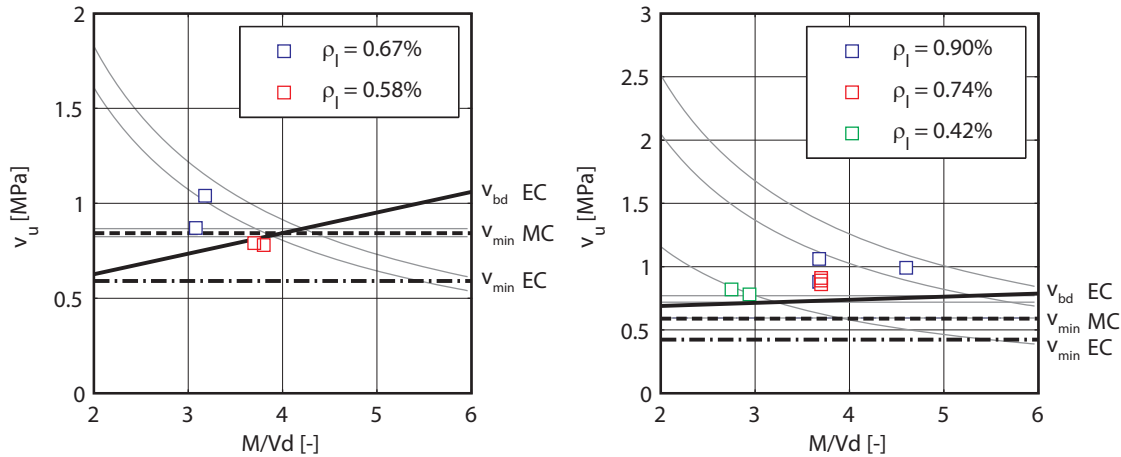 2
1.5
1
0.5
0
v_u [MPa]
ρ_l = 0.67%
ρ_l = 0.58%
v_bd EC
v_min MC
v_min EC
2 3 4 5 6
M/Vd [-]
3
2.5
2
1.5
1
0.5
0
v_u [MPa]
ρ_l = 0.90%
ρ_l = 0.74%
ρ_l = 0.42%
v_bd EC
v_min MC
v_min EC
2 3 4 5 6
M/Vd [-]